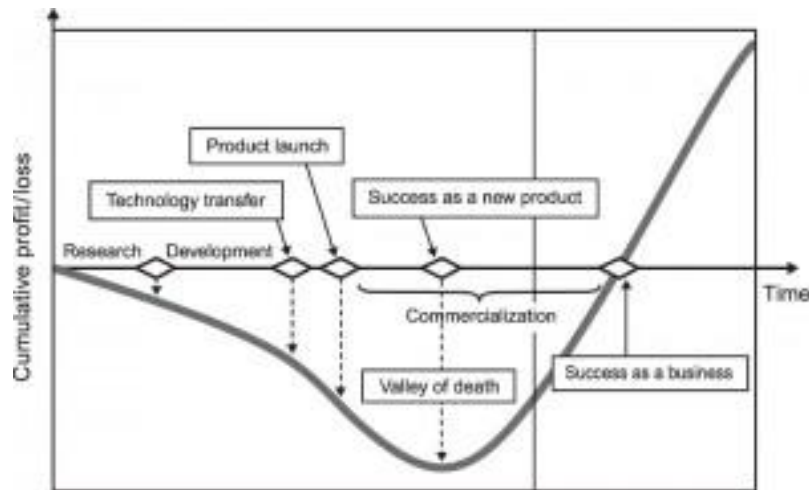 Product launch
Technology transfer
Success as a new product
Research
Development
Time
Commercialization
Valley of death
Success as a business
Cumulative profit/loss